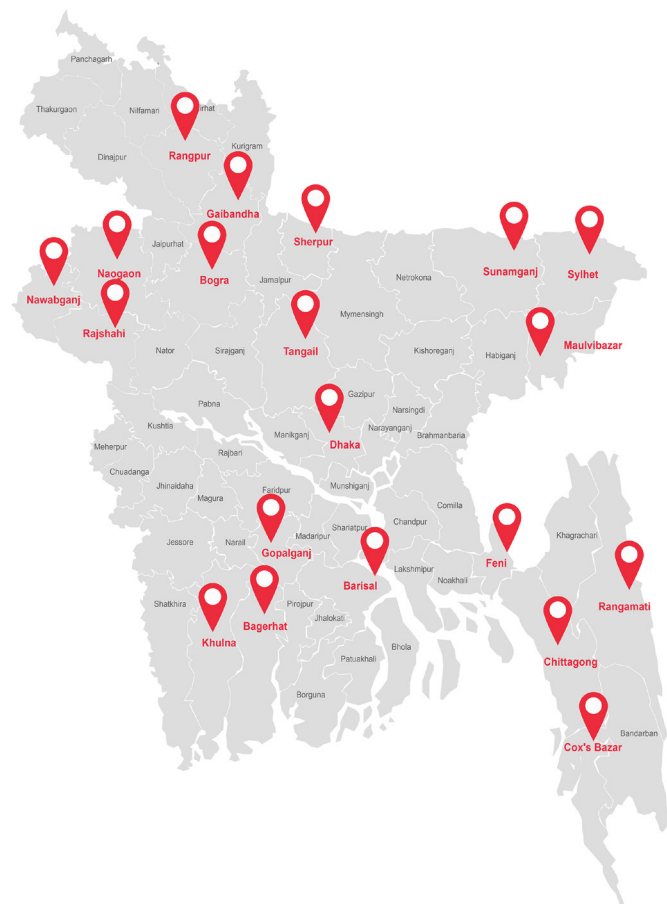 Panchagarh
Thakurgaon
Nilfamari
irhat
Kurigram
Dinajpur
Rangpur
Gaibandha
Sherpur
Jaipurhat
Naogaon
Bogra
Jamalpur
Netrokona
Sunamganj
Sylhet
Nawabganj
Rajshahi
Mymensingh
Nator
Sirajganj
Tangail
Kishoreganj
Habiganj
Maulvibazar
Gazipur
Pabna
Narsingdi
Kushtia
Manikganj
Dhaka
Narayanganj
Brahmanbaria
Meherpur
Rajbari
Chuadanga
Jhinaidaha
Magura
Faridpur
Munshiganj
Comilla
Shariatpur
Chandpur
Madaripur
Khagrachari
Jessore
Narail
Gopalganj
Feni
Lakshmipur
Noakhali
Barisal
Rangamati
Shatkhira
Pirojpur
Khulna
Bagerhat
Jhalokati
Bhola
Patuakhali
Chittagong
Borguna
Bandarban
Cox's Bazar